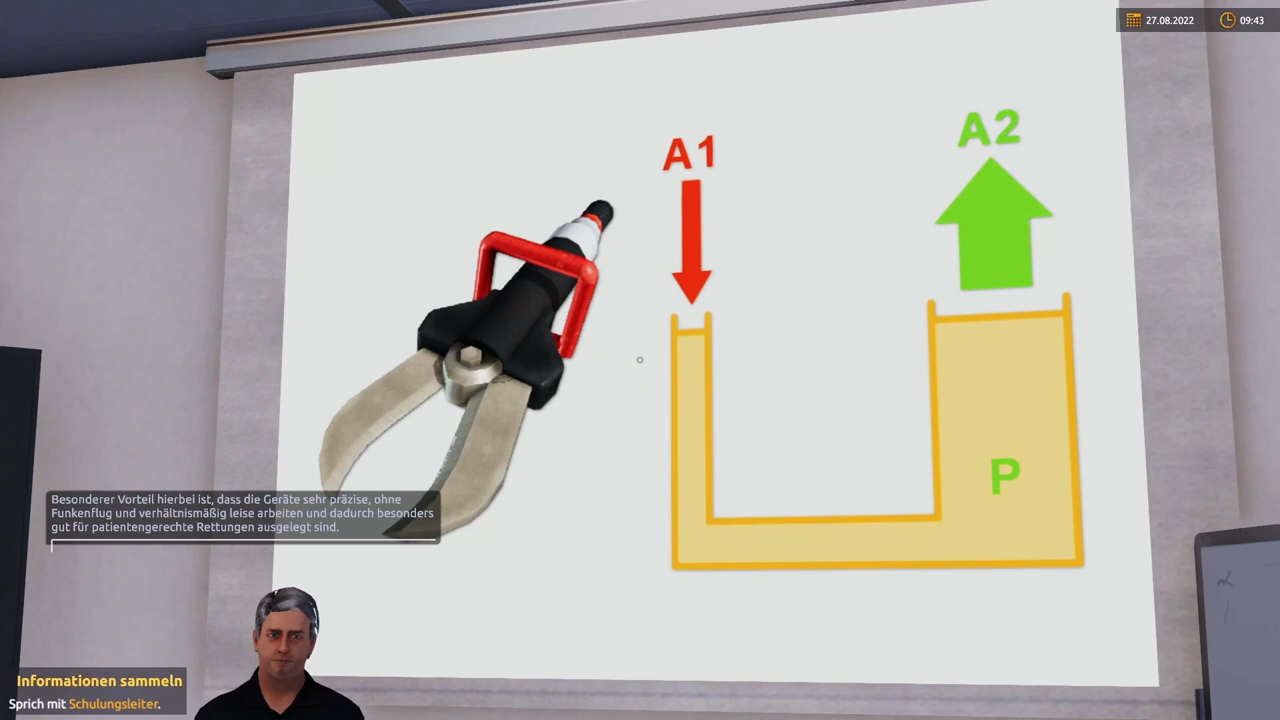 27.08.2022
09:43
A1
A2
P
Besonderer Vorteil hierbei ist, dass die Geräte sehr präzise, ohne
Funkenflug und verhältnismäßig leise arbeiten und dadurch besonders
gut für patientengerechte Rettungen ausgelegt sind.
Informationen sammeln
Sprich mit Schulungsleiter.